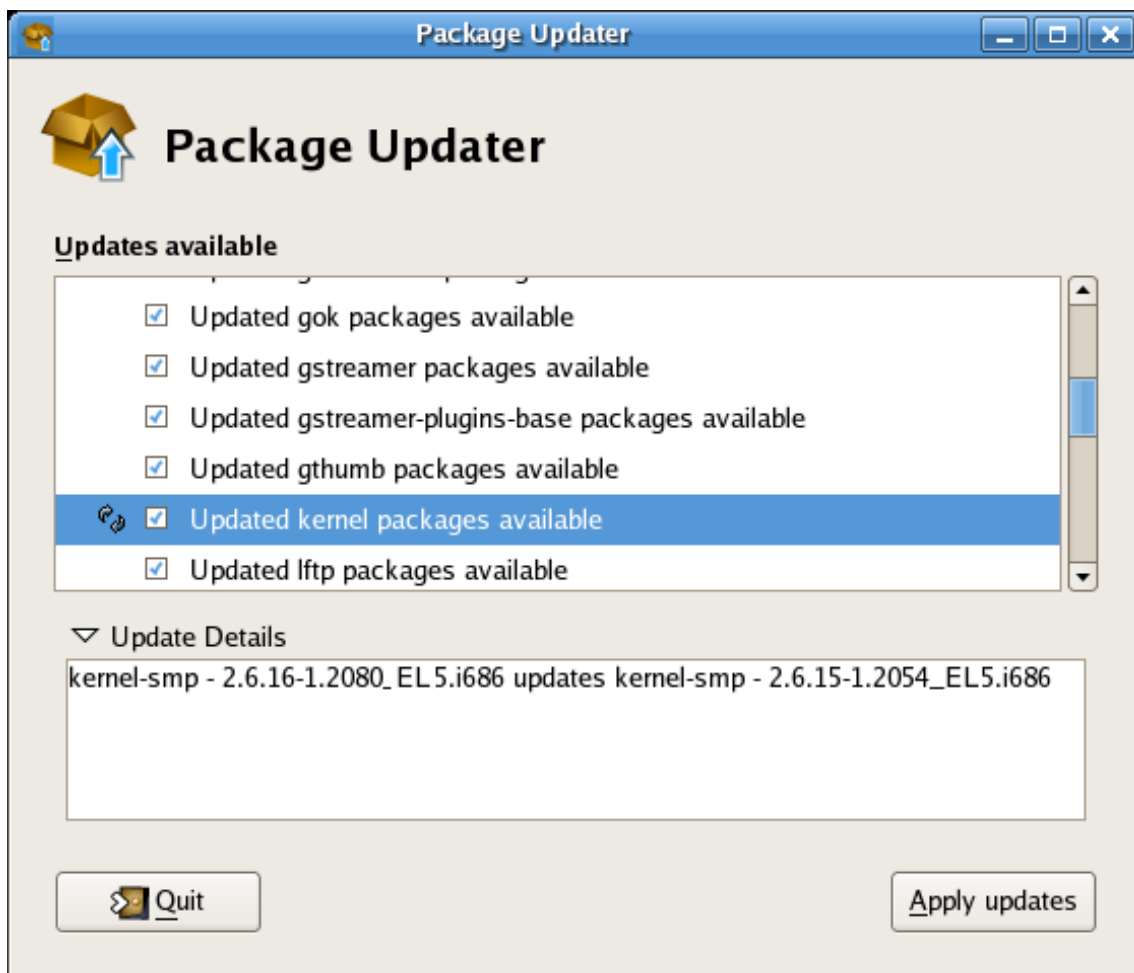 Package Updater
Package Updater
Updates available
Updated gok packages available
Updated gstreamer packages available
Updated gstreamer-plugins-base packages available
Updated gthumb packages available
Updated kernel packages available
Updated lftp packages available
Update Details
kernel-smp - 2.6.16-1.2080_EL5.i686 updates kernel-smp - 2.6.15-1.2054_EL5.i686
Quit
Apply updates